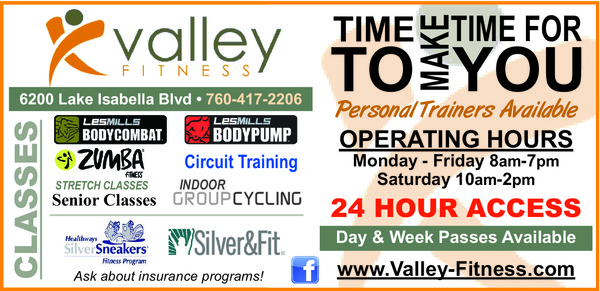 valley
FITNESS
6200 Lake Isabella Blvd • 760-417-2206
CLASSES
LESMILLS
BODYCOMBAT
LESMILLS
BODYPUMP
ZUMBA
FITNESS
Circuit Training
STRETCH CLASSES
Senior Classes
INDOOR
GROUPCYCLING
Healthways
SilverSneakers
Fitness Program
Silver&Fit
Ask about insurance programs!
f
TIME TO MAKE TIME FOR YOU
Personal Trainers Available
OPERATING HOURS
Monday - Friday 8am-7pm
Saturday 10am-2pm
24 HOUR ACCESS
Day & Week Passes Available
www.Valley-Fitness.com